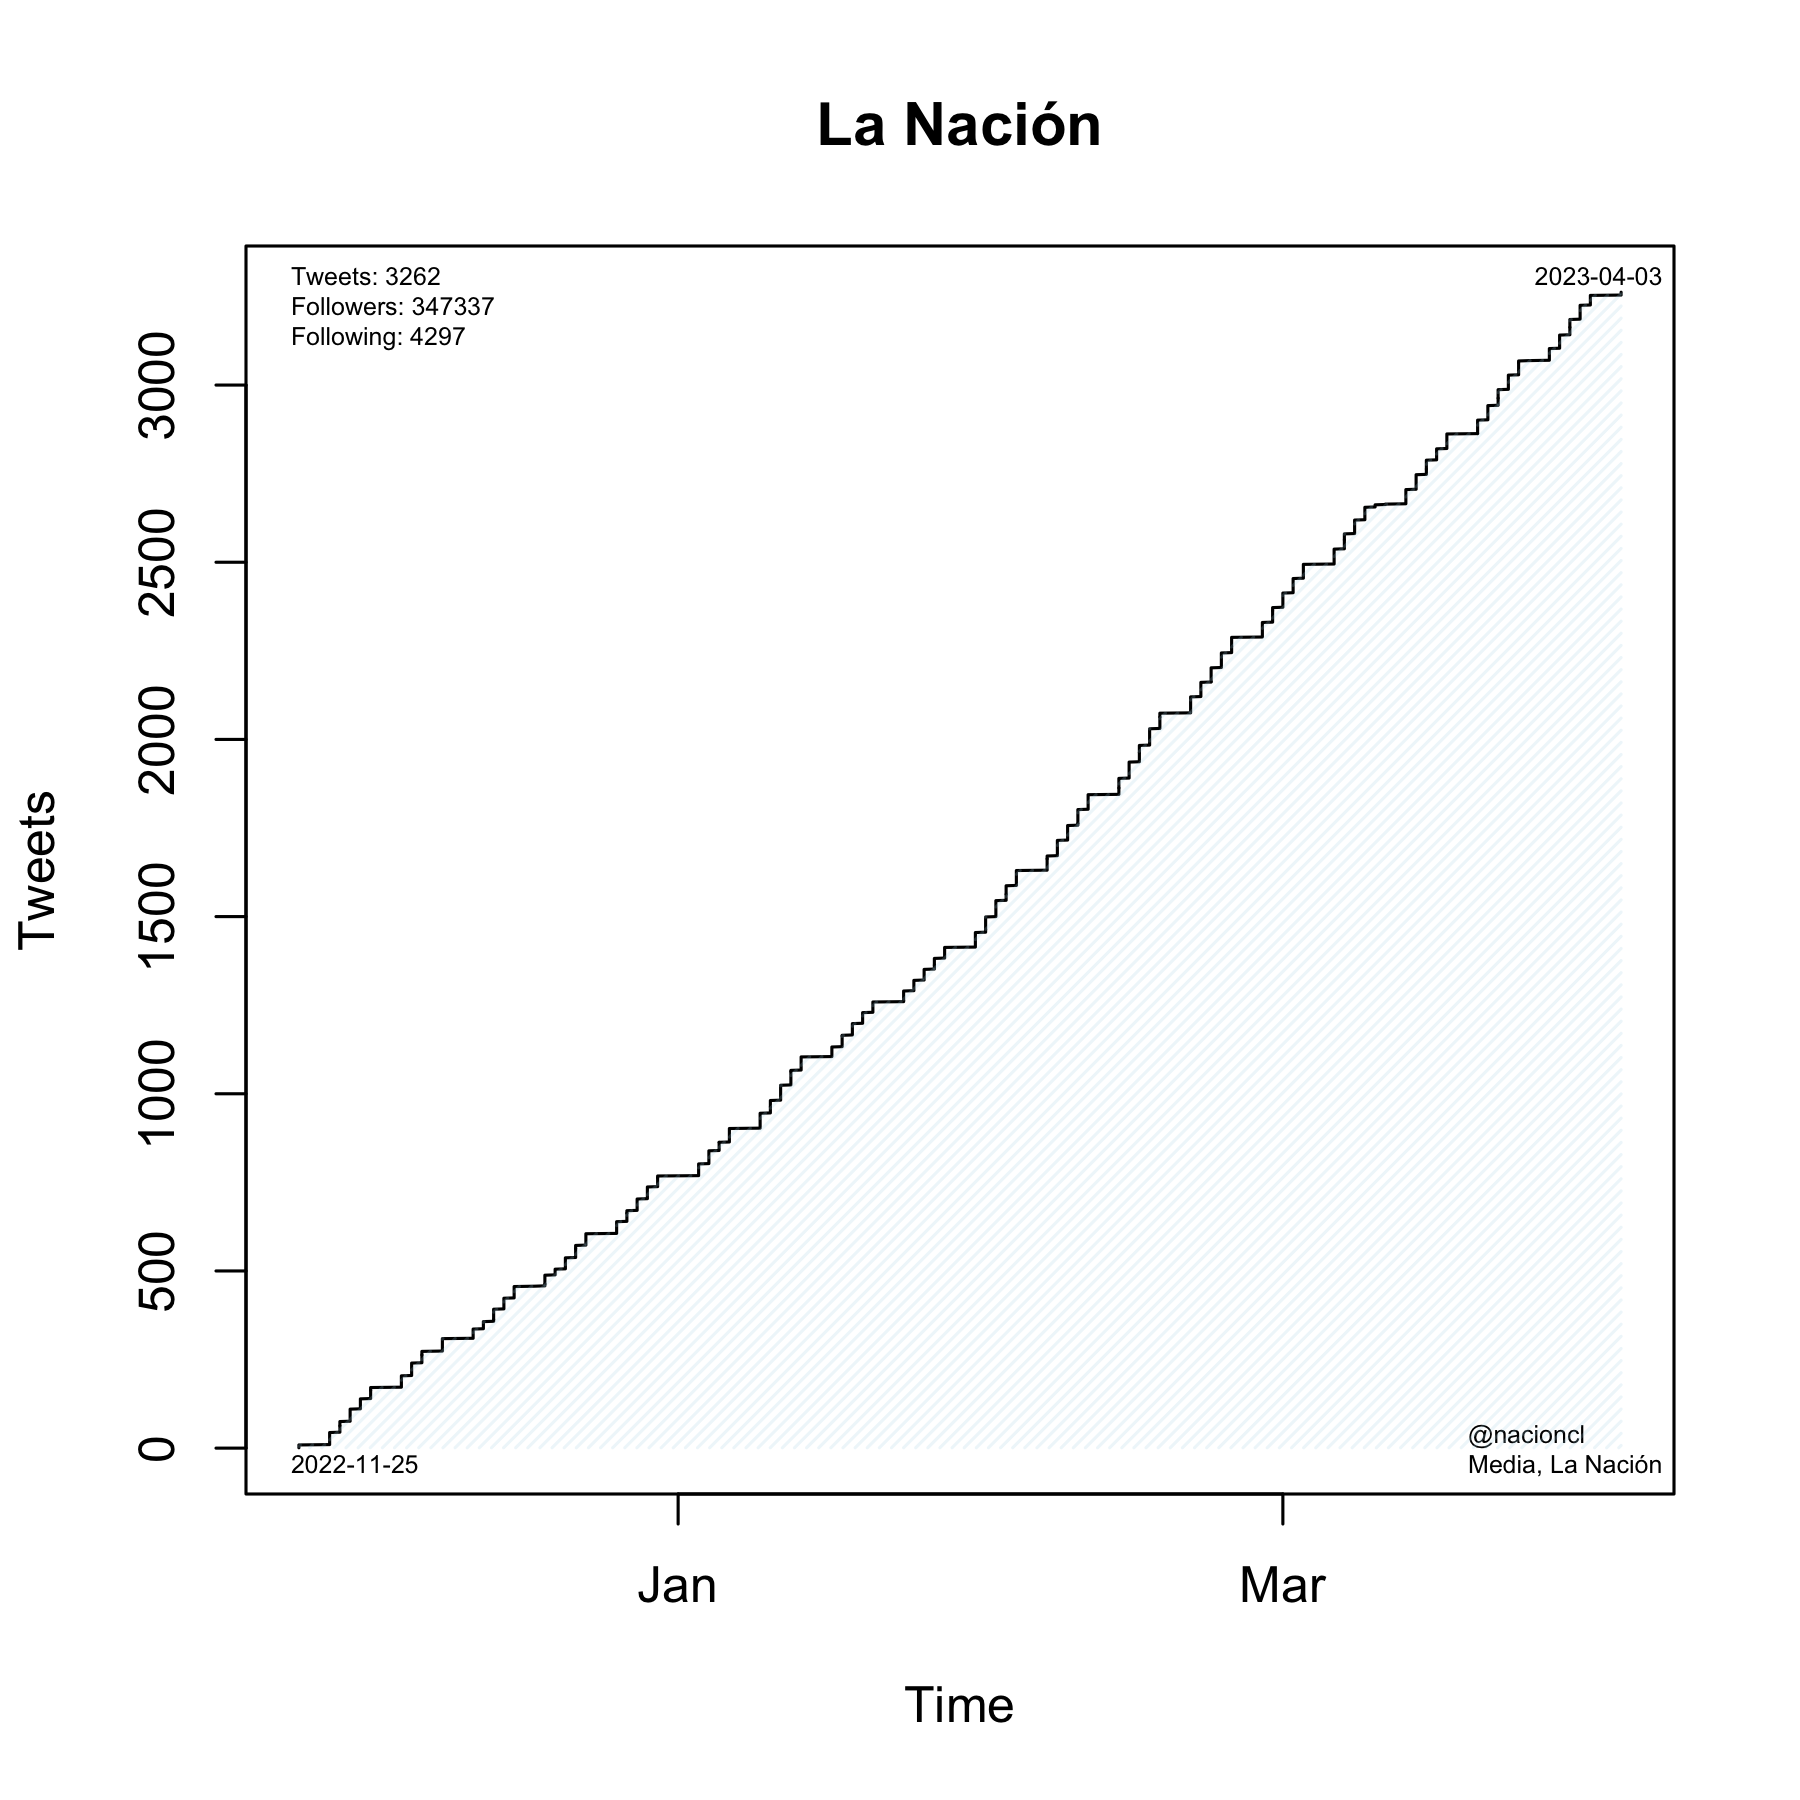 La Nación
Tweets: 3262
Followers: 347337
Following: 4297
2023-04-03
3000
2500
2000
1500
1000
500
0
Tweets
2022-11-25
@nacioncl
Media, La Nación
Jan
Mar
Time